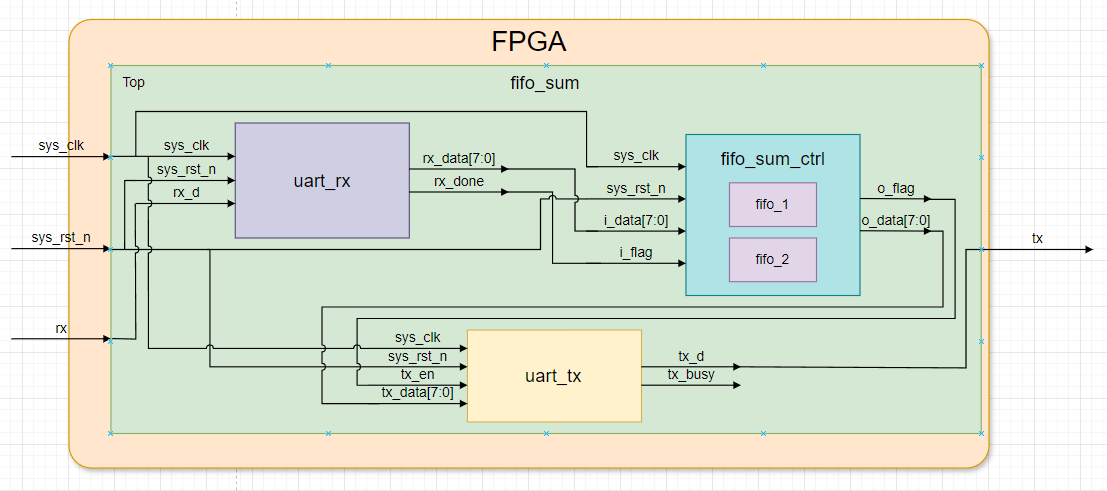 FPGA
Top
fifo_sum
sys_clk
sys_rst_n
rx
sys_clk
sys_rst_n
rx_d
uart_rx
rx_data[7:0]
rx_done
sys_clk
sys_rst_n
i_data[7:0]
i_flag
fifo_sum_ctrl
fifo_1
fifo_2
o_flag
o_data[7:0]
tx
sys_clk
sys_rst_n
tx_en
tx_data[7:0]
uart_tx
tx_d
tx_busy